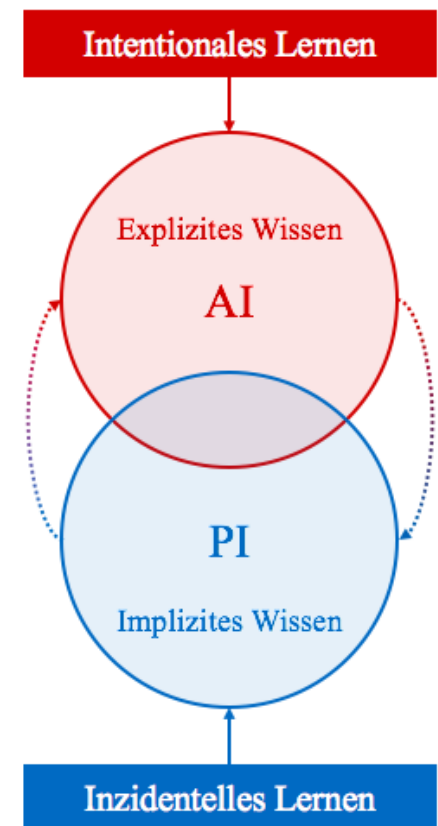 Intentionales Lernen
Explizites Wissen
AI
PI
Implizites Wissen
Inzidentelles Lernen